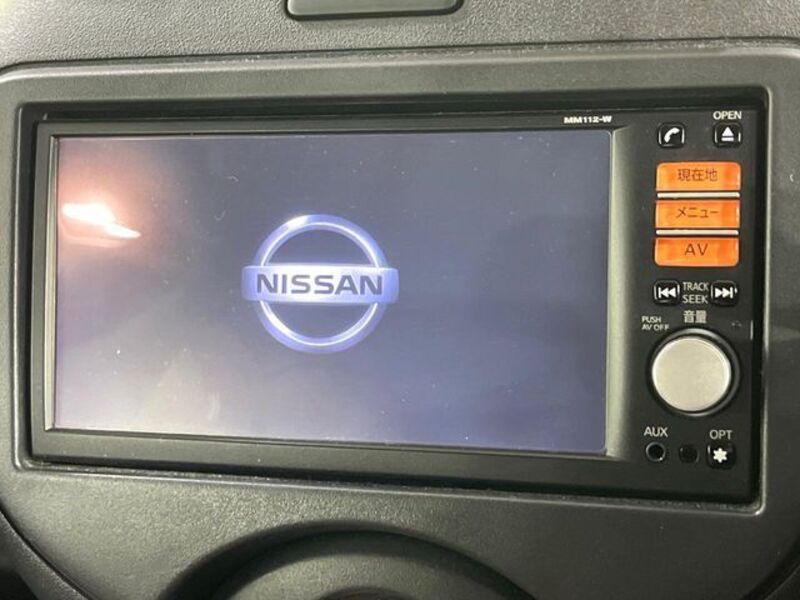 MM112-W
OPEN
現在地
メニュー
AV
TRACK
SEEK
音量
PUSH
AV OFF
AUX
OPT
NISSAN